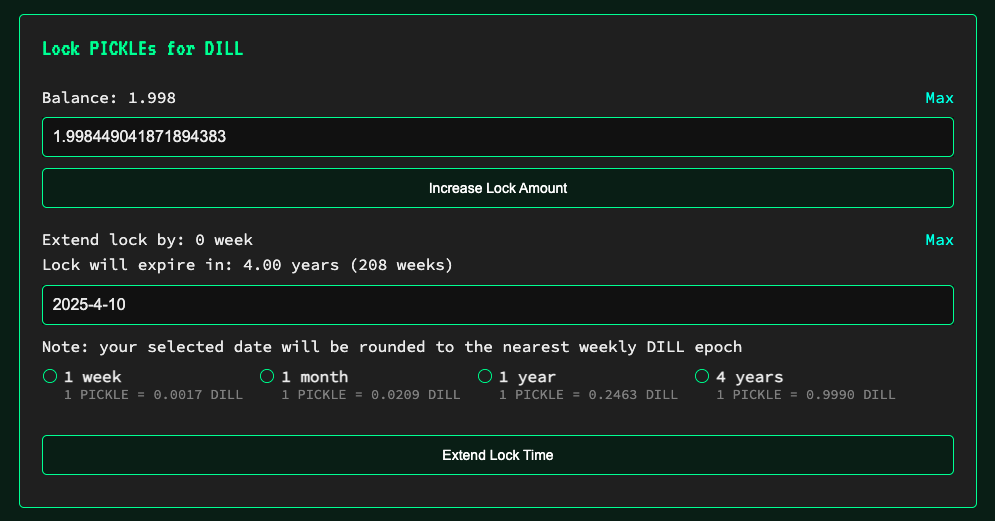 Lock PICKLEs for DILL
Balance: 1.998
Max
1.998449041871894383
Increase Lock Amount
Extend lock by: 0 week
Max
Lock will expire in: 4.00 years (208 weeks)
2025-4-10
Note: your selected date will be rounded to the nearest weekly DILL epoch
1 week 1 month 1 year 4 years
1 PICKLE = 0.0017 DILL 1 PICKLE = 0.0209 DILL 1 PICKLE = 0.2463 DILL 1 PICKLE = 0.9990 DILL
Extend Lock Time